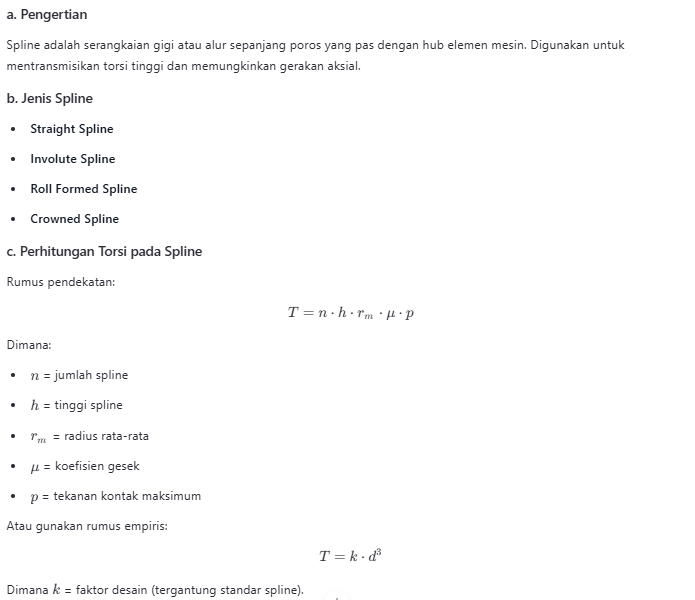 a. Pengertian
Spline adalah serangkaian gigi atau alur sepanjang poros yang pas dengan hub elemen mesin. Digunakan untuk
mentransmisikan torsi tinggi dan memungkinkan gerakan aksial.
b. Jenis Spline
• Straight Spline
• Involute Spline
• Roll Formed Spline
• Crowned Spline
c. Perhitungan Torsi pada Spline
Rumus pendekatan:
T = n · h · rₘ · μ · p
Dimana:
• n = jumlah spline
• h = tinggi spline
• rₘ = radius rata-rata
• μ = koefisien gesek
• p = tekanan kontak maksimum
Atau gunakan rumus empiris:
T = k · d³
Dimana k = faktor desain (tergantung standar spline).